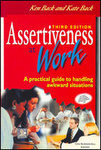 Ken Back and Kate Back
THIRD EDITION
Assertiveness
at
Work
A practical guide to handling
awkward situations